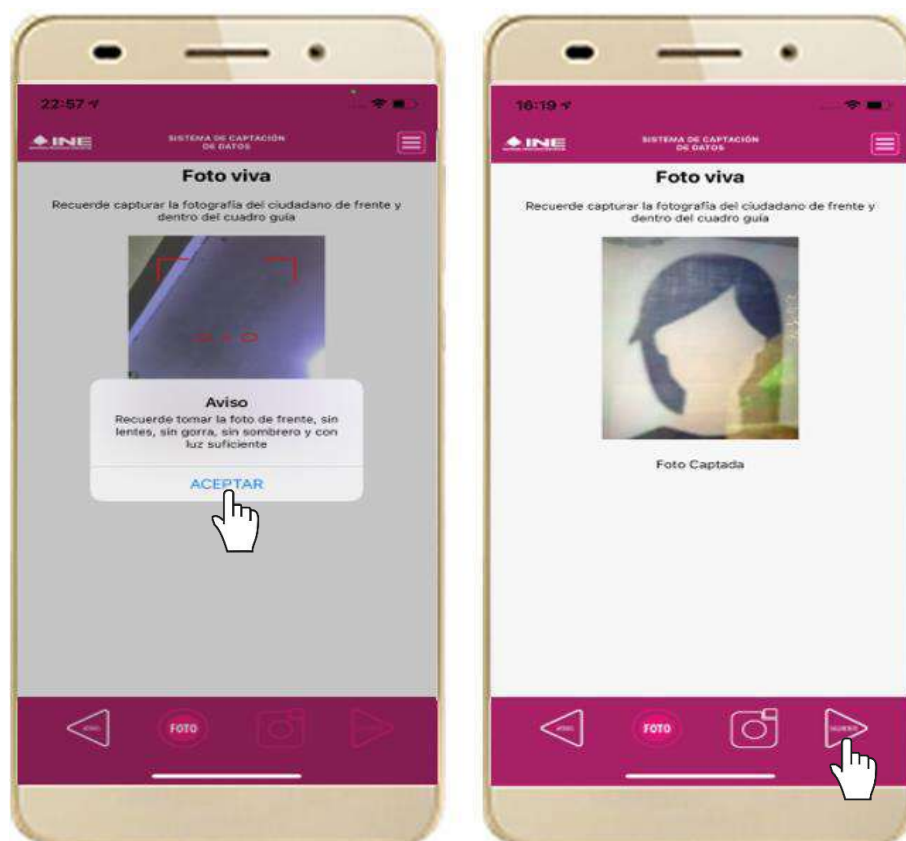 22:57
INE
SISTEMA DE CAPTACIÓN
DE DATOS
Foto viva
Recuerde capturar la fotografía del ciudadano de frente y
dentro del cuadro guía
Aviso
Recuerde tomar la foto de frente, sin
lentes, sin gorra, sin sombrero y con
luz suficiente
ACEPTAR
FOTO
16:19
INE
SISTEMA DE CAPTACIÓN
DE DATOS
Foto viva
Recuerde capturar la fotografía del ciudadano de frente y
dentro del cuadro guía
Foto Captada
FOTO